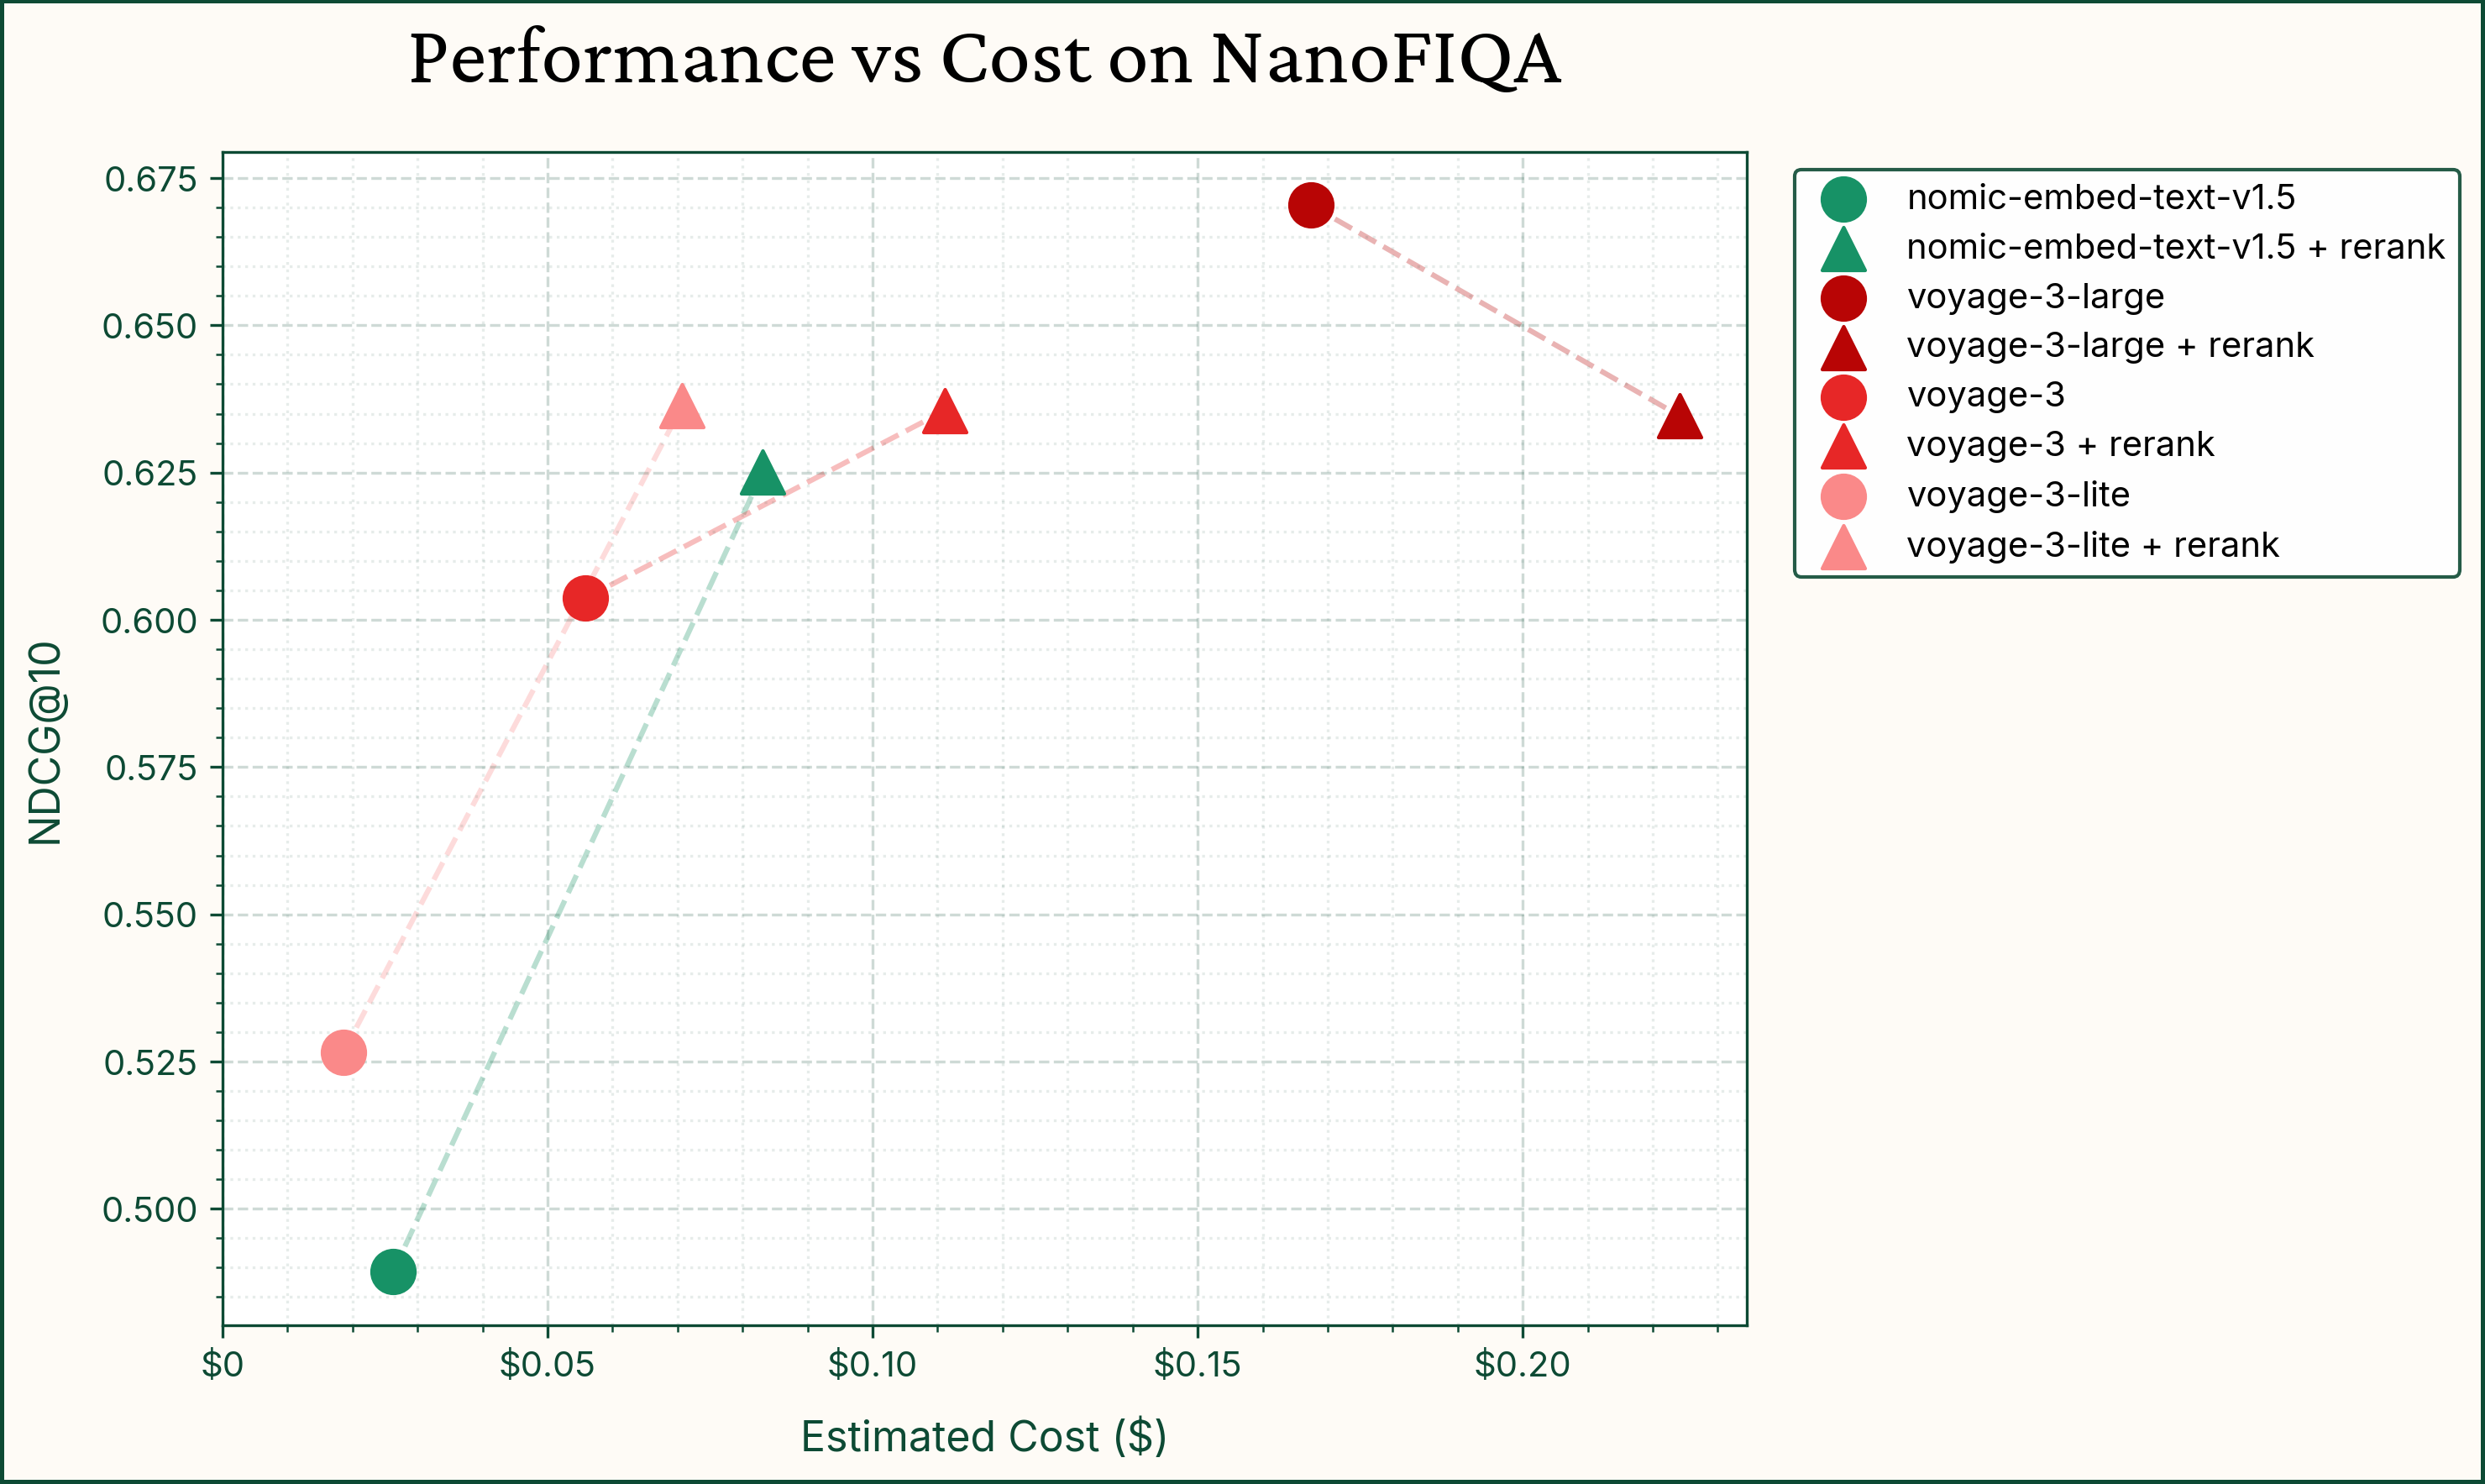 Performance vs Cost on NanoFIQA
0.675
0.650
0.625
0.600
0.575
0.550
0.525
0.500
NDCG@10
$0
$0.05
$0.10
$0.15
$0.20
Estimated Cost ($)
nomic-embed-text-v1.5
nomic-embed-text-v1.5 + rerank
voyage-3-large
voyage-3-large + rerank
voyage-3
voyage-3 + rerank
voyage-3-lite
voyage-3-lite + rerank